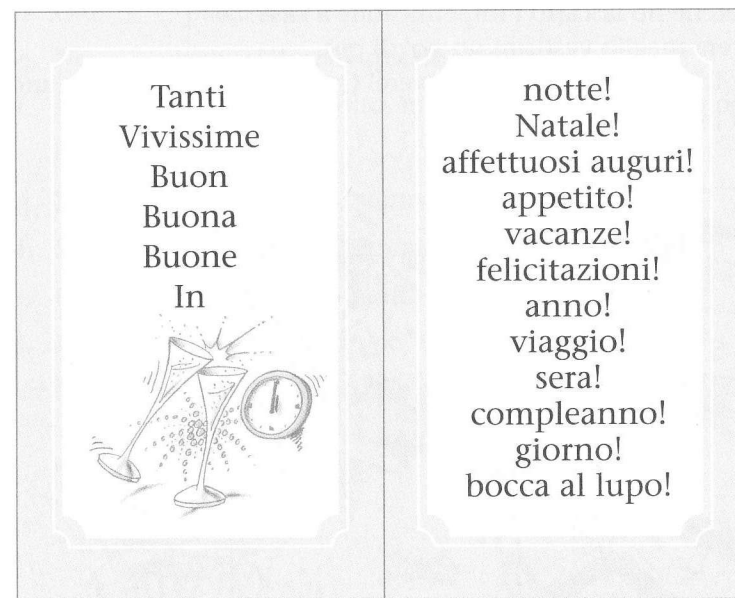 Tanti
Vivissime
Buon
Buona
Buone
In
notte!
Natale!
affettuosi auguri!
appetito!
vacanze!
felicitazioni!
anno!
viaggio!
sera!
compleanno!
giorno!
bocca al lupo!